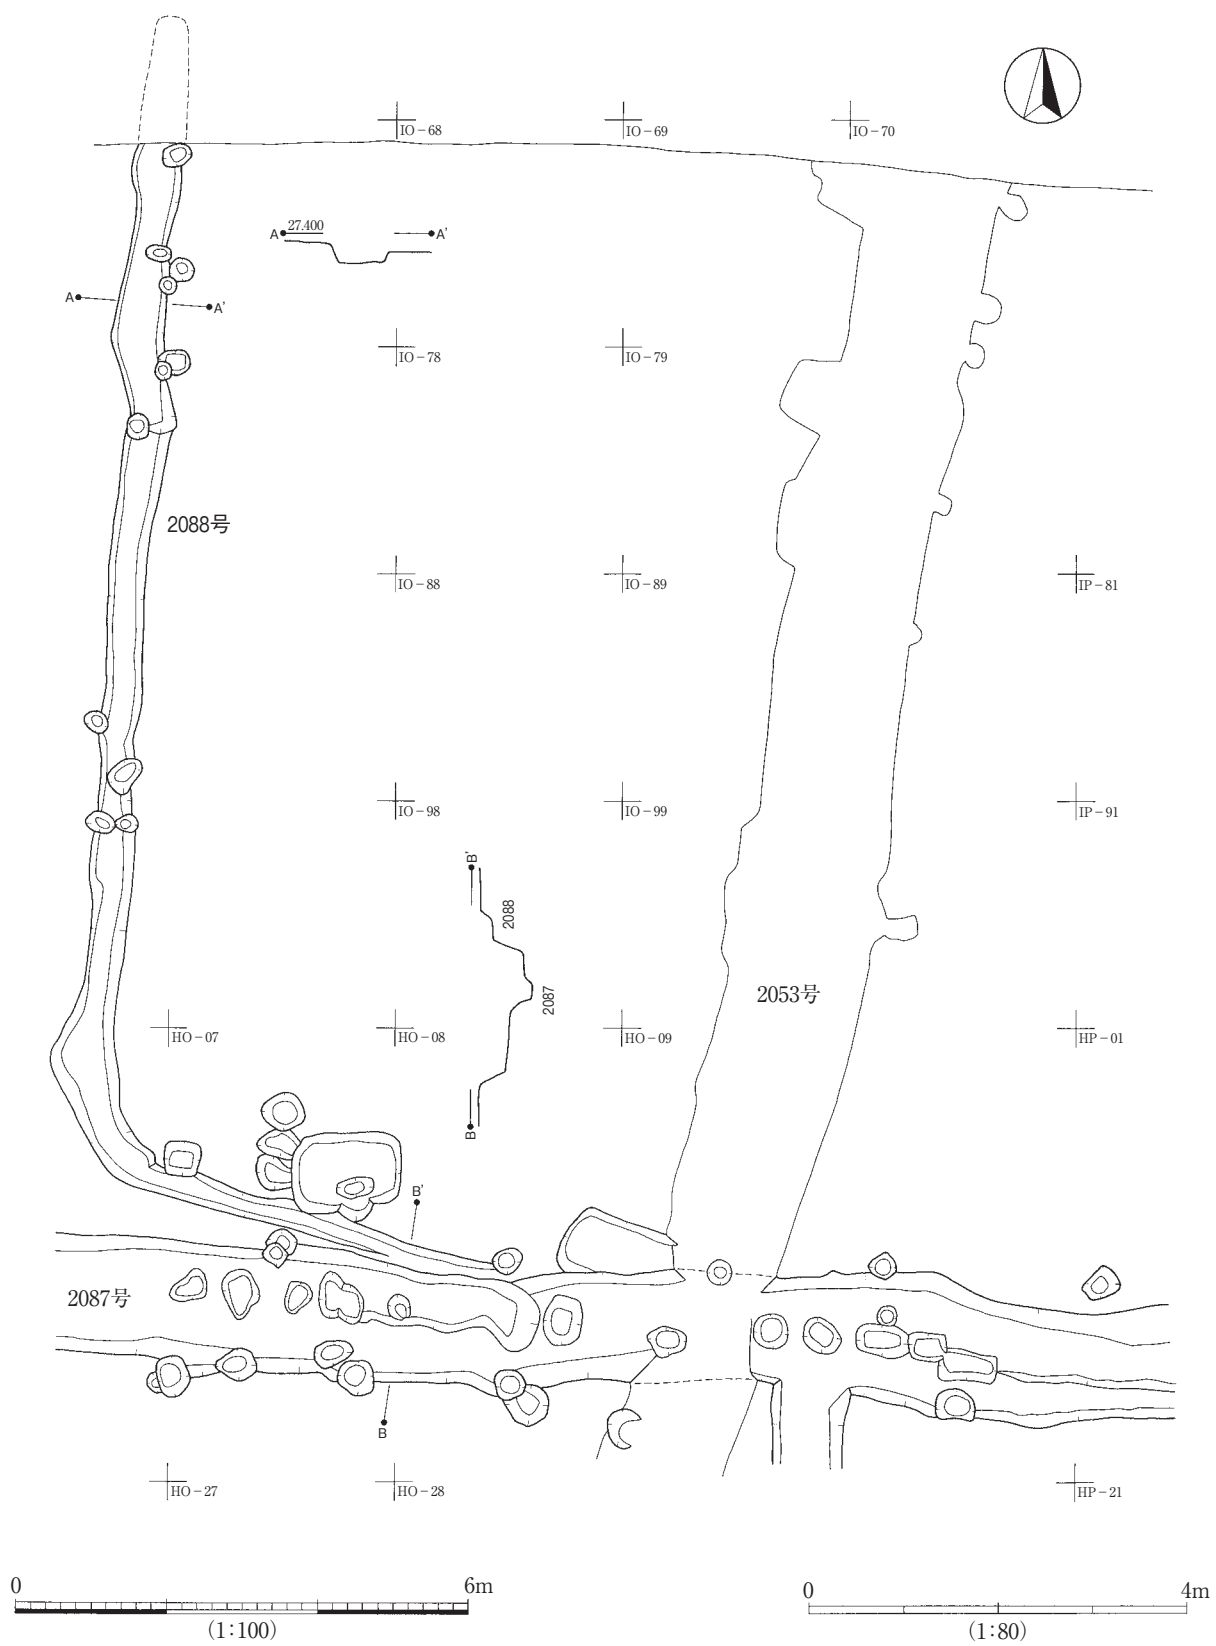 IO-68
IO-69
IO-70
A 27.400 A'
A A'
IO-78
IO-79
2088号
IO-88
IO-89
IP-81
IO-98
IO-99
IP-91
B'
2088
2087
B
2053号
HO-07
HO-08
HO-09
HP-01
B'
2087号
B
HO-27
HO-28
HP-21
0 6m
(1:100)
0 4m
(1:80)